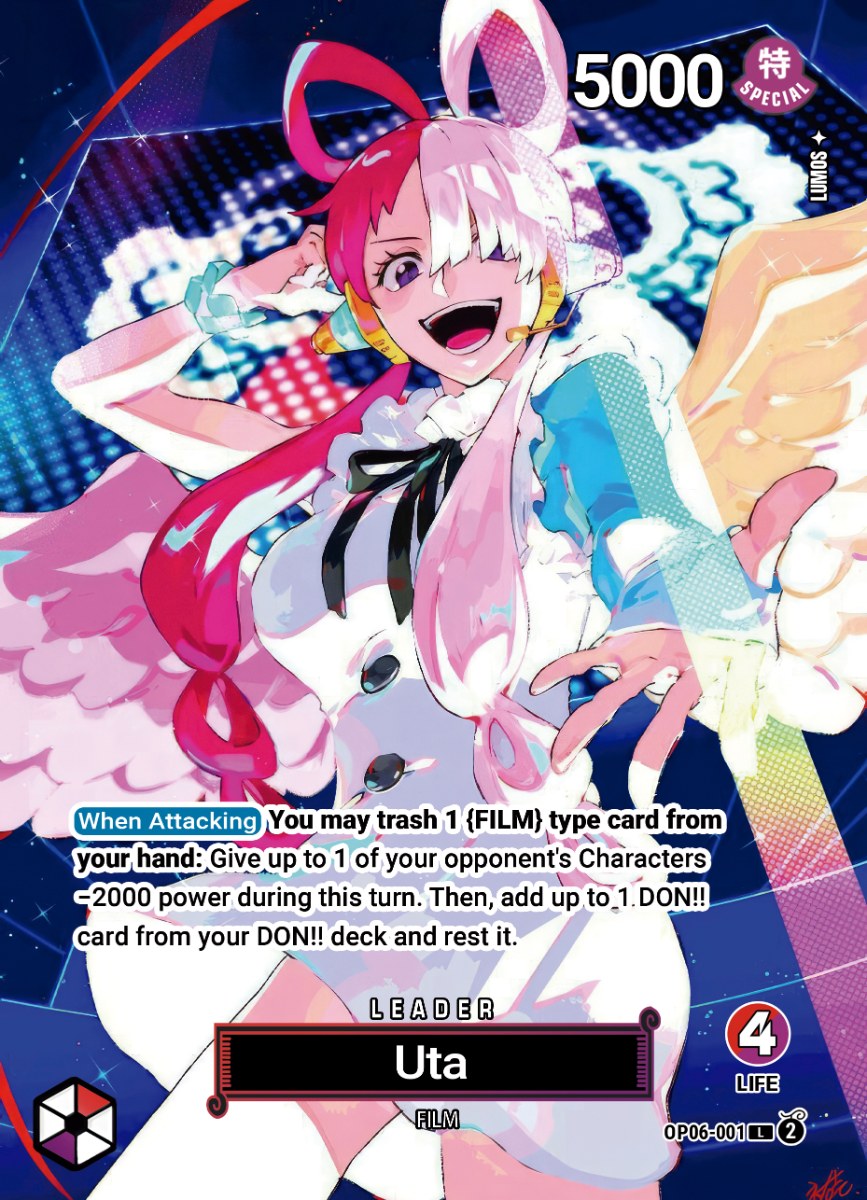 5000
特
SPECIAL
LUMOS
When Attacking You may trash 1 {FILM} type card from
your hand: Give up to 1 of your opponent's Characters
−2000 power during this turn. Then, add up to 1 DON!!
card from your DON!! deck and rest it.
LEADER
Uta
FILM
4
LIFE
OP06-001 L 2